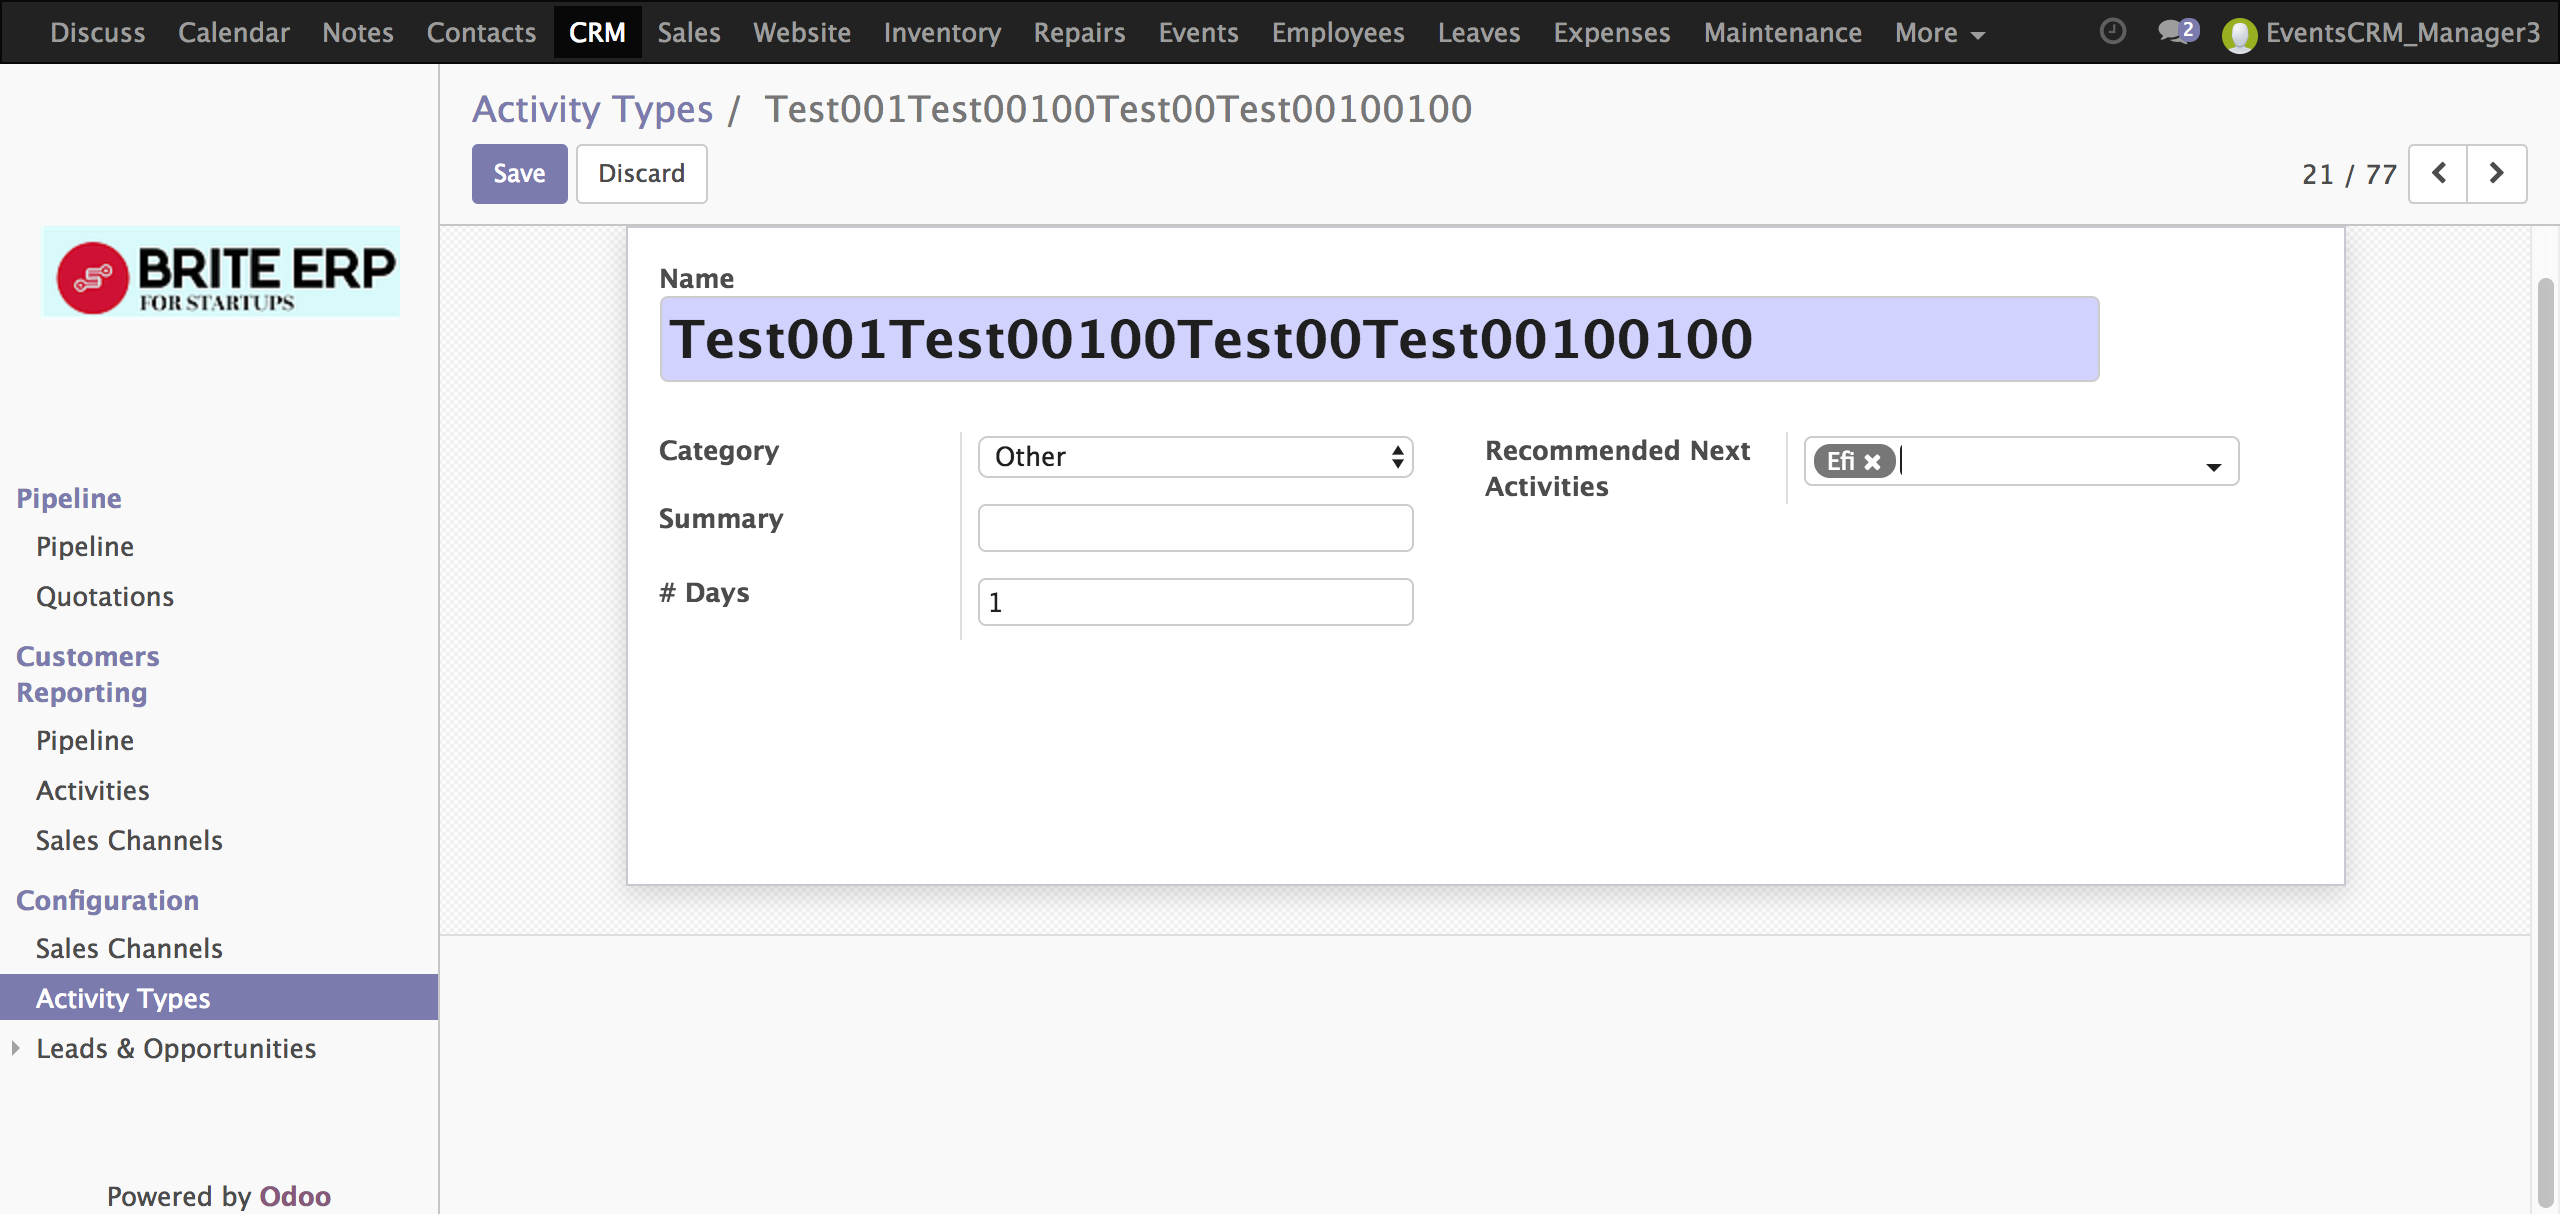 Discuss Calendar Notes Contacts CRM Sales Website Inventory Repairs Events Employees Leaves Expenses Maintenance More 2 EventsCRM_Manager3
Activity Types / Test001Test00100Test00Test00100100
Save Discard
21 / 77
BRITE ERP
FOR STARTUPS
Pipeline
Pipeline
Quotations
Customers
Reporting
Pipeline
Activities
Sales Channels
Configuration
Sales Channels
Activity Types
Leads & Opportunities
Powered by Odoo
Name
Test001Test00100Test00Test00100100
Category Other
Summary
# Days 1
Recommended Next
Activities
Efi